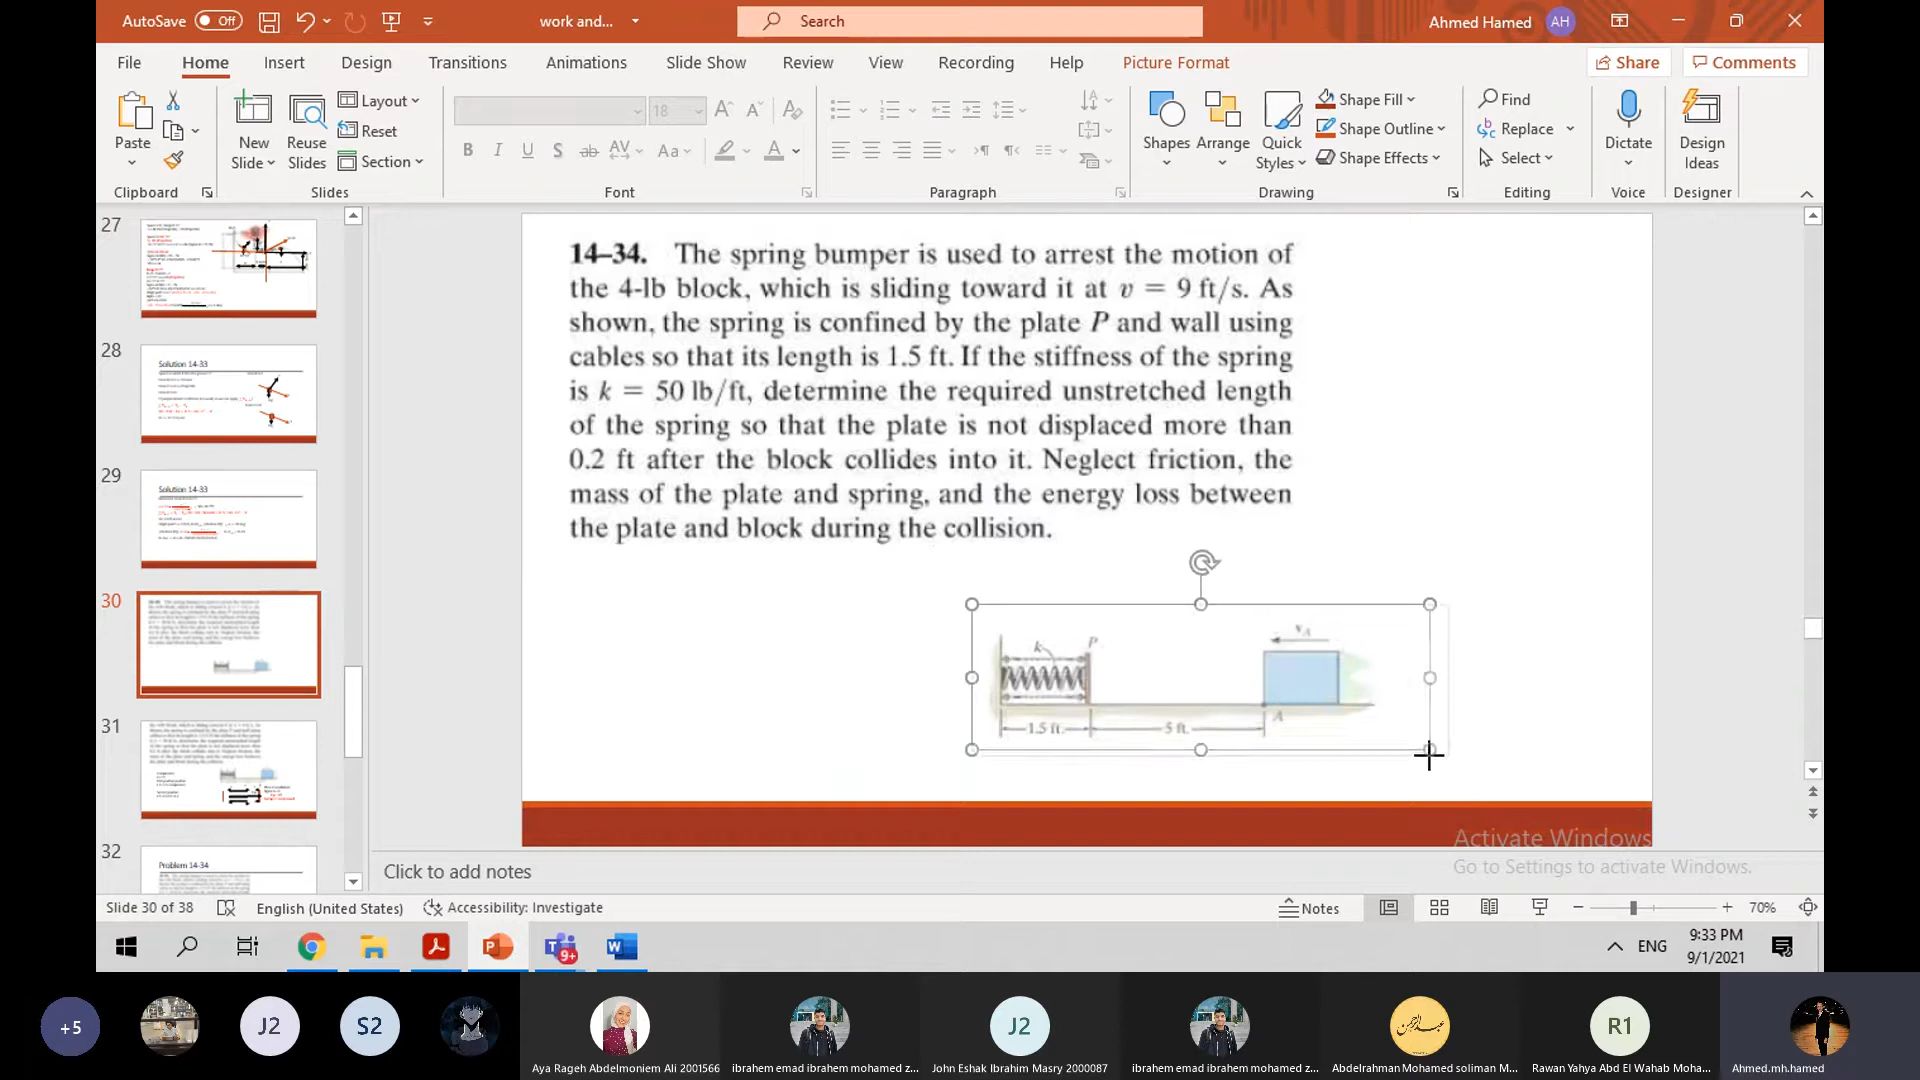 AutoSave Off work and... Search Ahmed Hamed AH
File Home Insert Design Transitions Animations Slide Show Review View Recording Help Picture Format Share Comments
Paste
New Slide
Reuse Slides
Layout
Reset
Section
18
B I U S ab AV Aa A
Shapes
Arrange
Quick Styles
Shape Fill
Shape Outline
Shape Effects
Find
Replace
Select
Dictate
Design Ideas
Clipboard Slides Font Paragraph Drawing Editing Voice Designer
27
28
Solution 14-33
29
Solution 14-33
30
31
32
Problem 14-34
14–34. The spring bumper is used to arrest the motion of
the 4-lb block, which is sliding toward it at v = 9 ft/s. As
shown, the spring is confined by the plate P and wall using
cables so that its length is 1.5 ft. If the stiffness of the spring
is k = 50 lb/ft, determine the required unstretched length
of the spring so that the plate is not displaced more than
0.2 ft after the block collides into it. Neglect friction, the
mass of the plate and spring, and the energy loss between
the plate and block during the collision.
k P vA
A
1.5 ft. 5 ft.
Activate Windows
Go to Settings to activate Windows.
Click to add notes
Slide 30 of 38 English (United States) Accessibility: Investigate Notes 70%
9+
ENG
9:33 PM
9/1/2021
+5 J2 S2 J2 R1
Aya Rageh Abdelmoniem Ali 2001566 ibrahem emad ibrahem mohamed z... John Eshak Ibrahim Masry 2000087 ibrahem emad ibrahem mohamed z... Abdelrahman Mohamed soliman M... Rawan Yahya Abd El Wahab Moha... Ahmed.mh.hamed